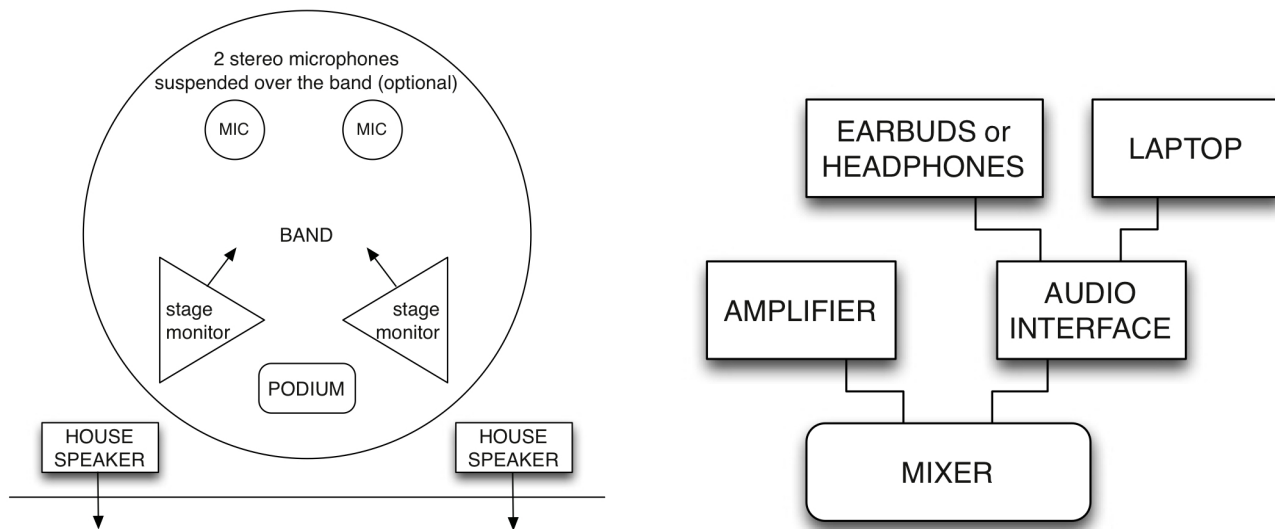 2 stereo microphones
suspended over the band (optional)
MIC
MIC
BAND
stage
monitor
stage
monitor
PODIUM
HOUSE
SPEAKER
HOUSE
SPEAKER
EARBUDS or
HEADPHONES
LAPTOP
AMPLIFIER
AUDIO
INTERFACE
MIXER